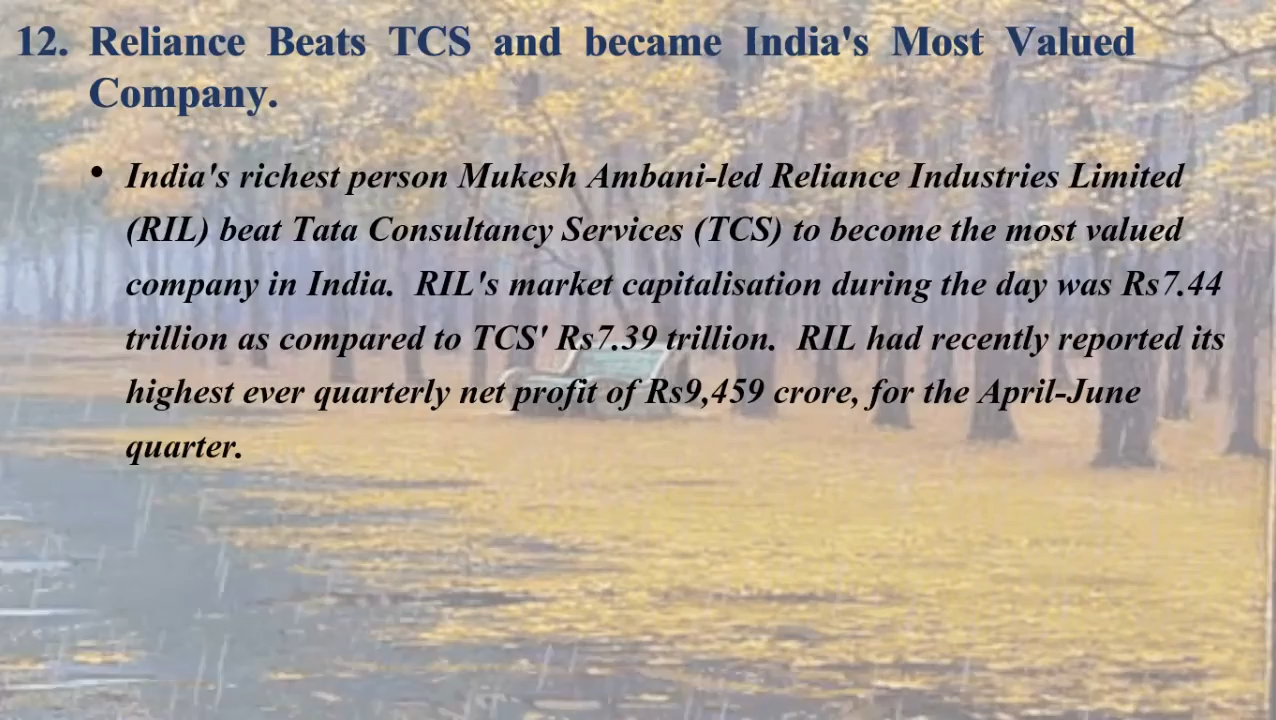 12. Reliance Beats TCS and became India's Most Valued
Company.
• India's richest person Mukesh Ambani-led Reliance Industries Limited
(RIL) beat Tata Consultancy Services (TCS) to become the most valued
company in India. RIL's market capitalisation during the day was Rs7.44
trillion as compared to TCS' Rs7.39 trillion. RIL had recently reported its
highest ever quarterly net profit of Rs9,459 crore, for the April-June
quarter.